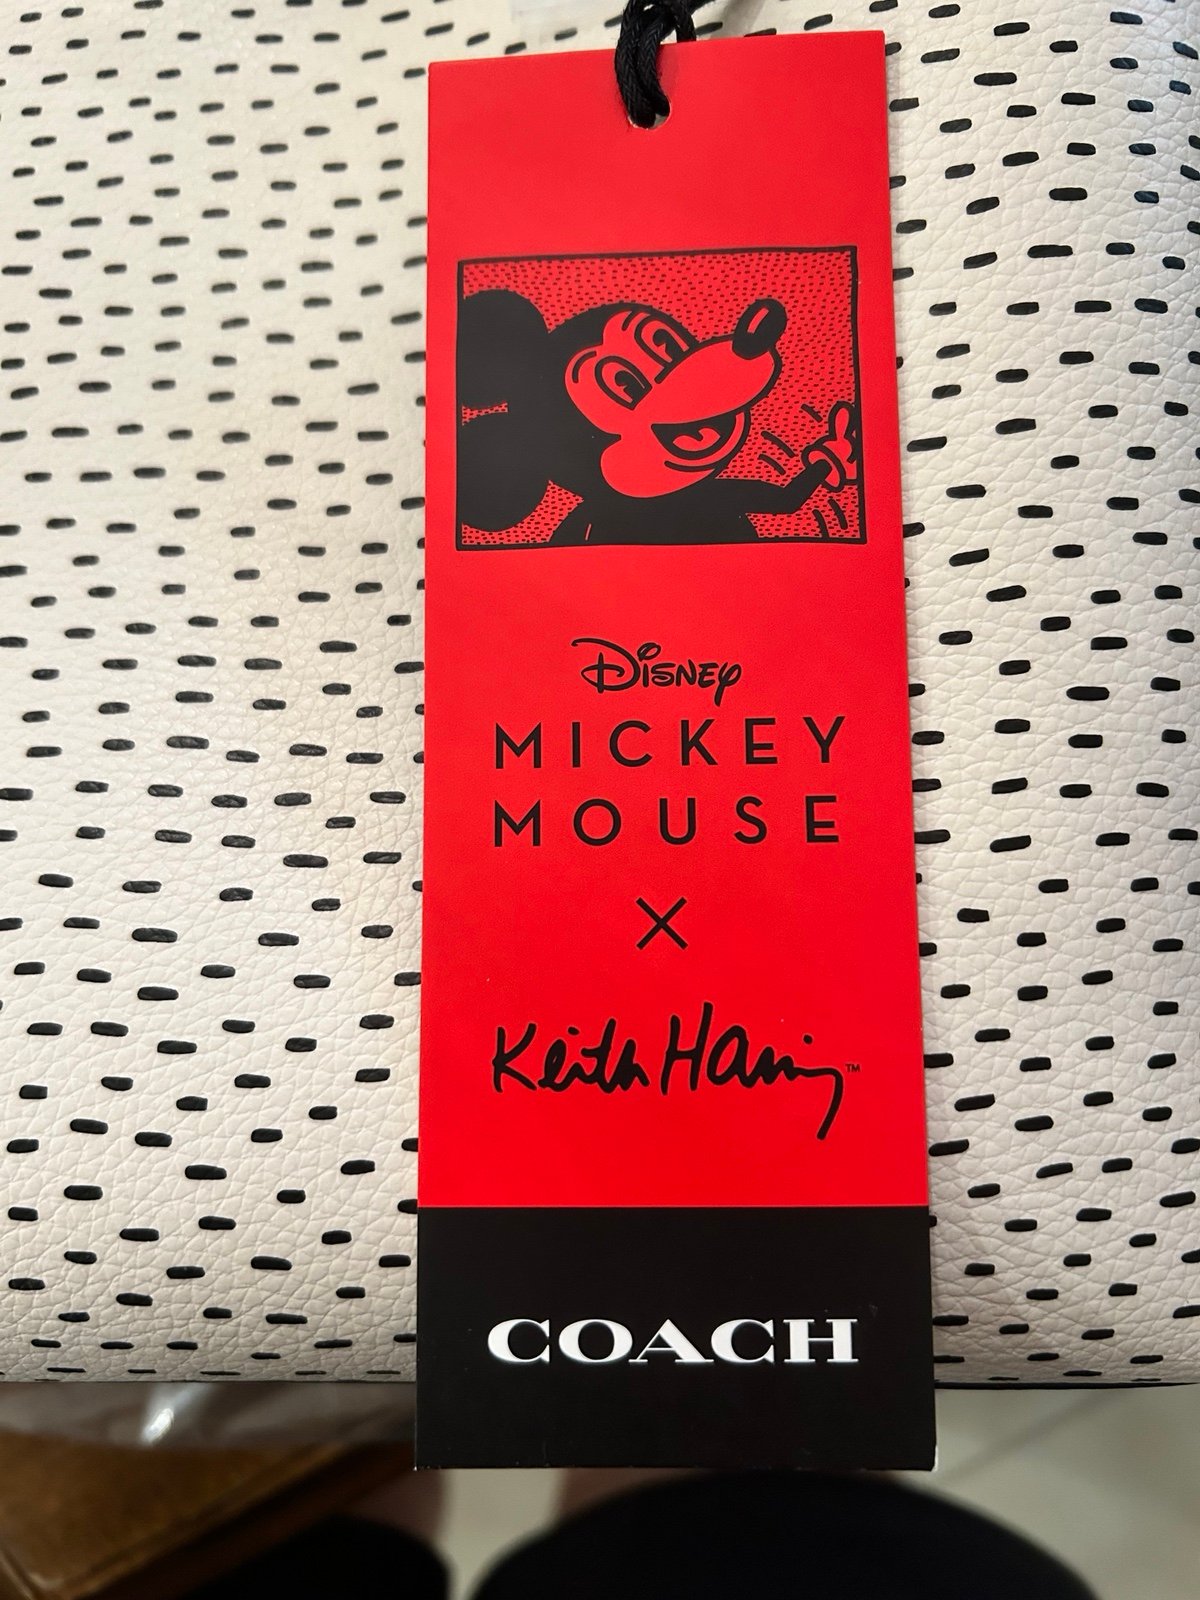 Disney
MICKEY
MOUSE
X
Keith Haring™
COACH